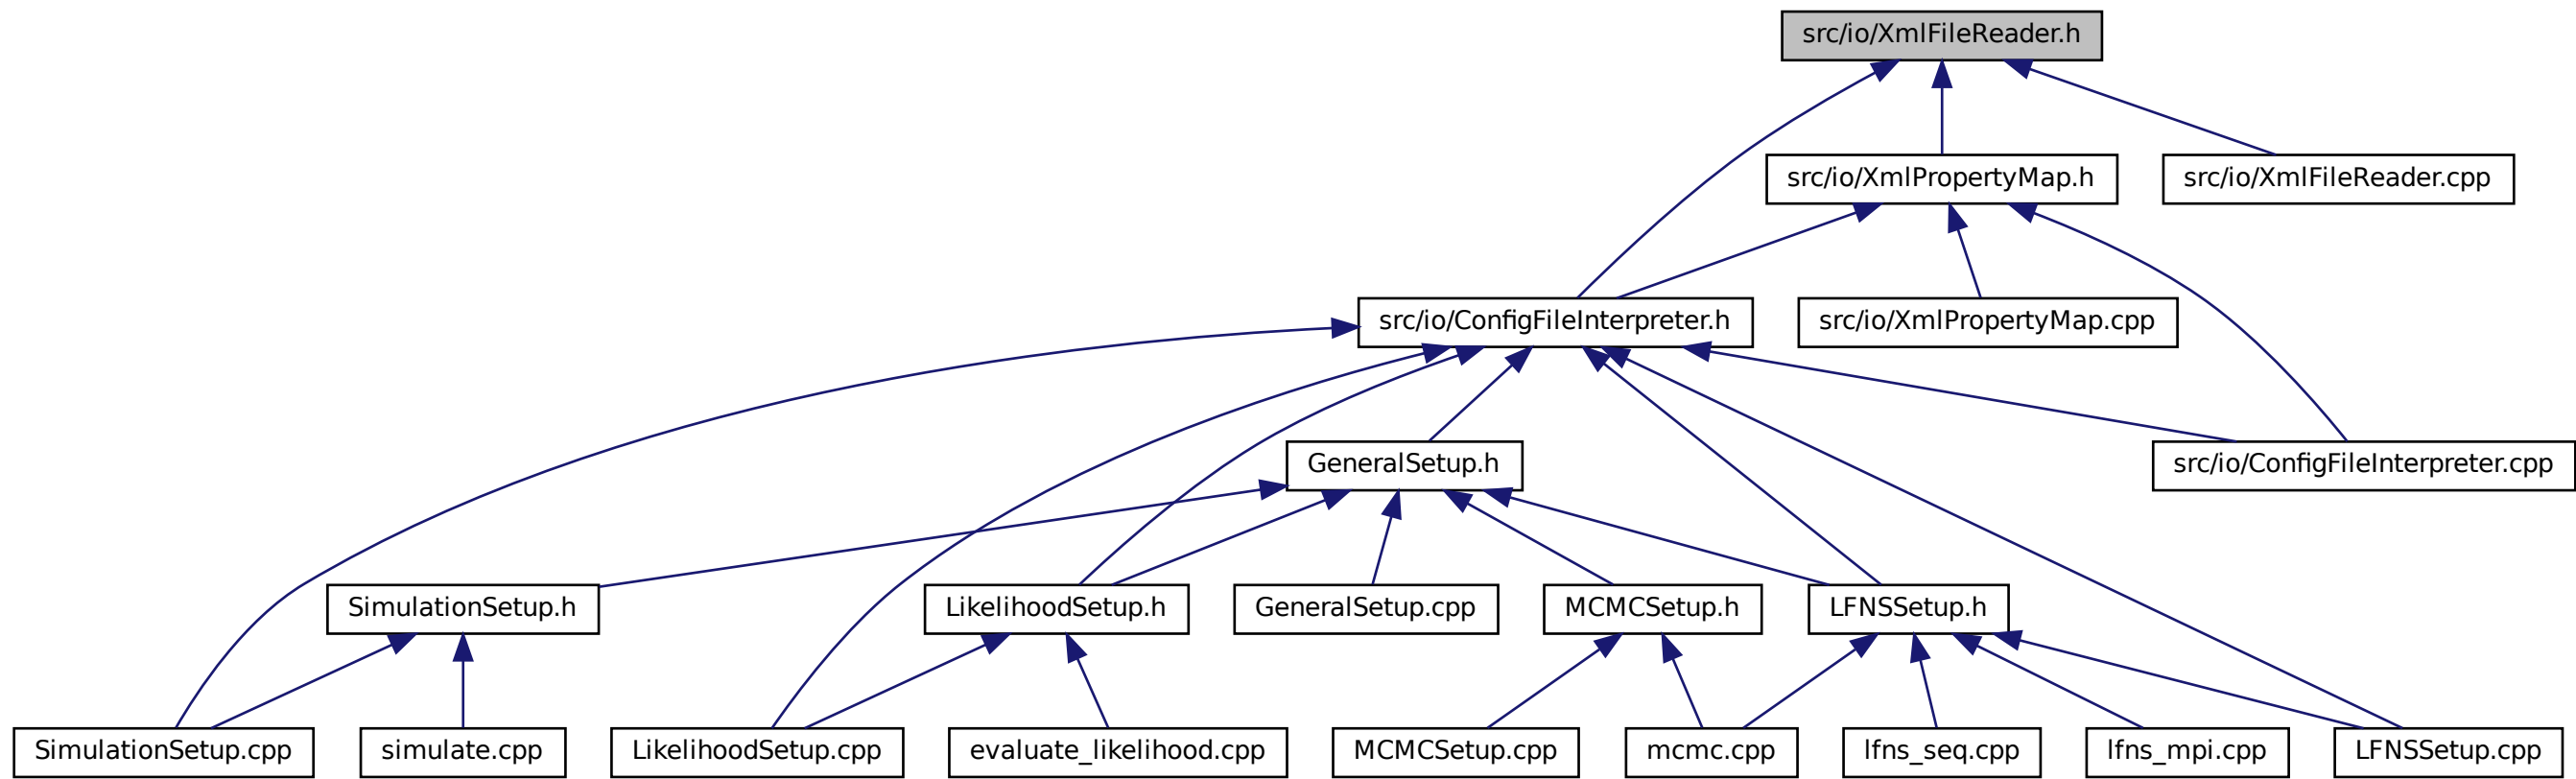 src/io/XmlFileReader.h
src/io/XmlPropertyMap.h
src/io/XmlFileReader.cpp
src/io/ConfigFileInterpreter.h
src/io/XmlPropertyMap.cpp
GeneralSetup.h
src/io/ConfigFileInterpreter.cpp
SimulationSetup.h
LikelihoodSetup.h
GeneralSetup.cpp
MCMCSetup.h
LFNSSetup.h
SimulationSetup.cpp
simulate.cpp
LikelihoodSetup.cpp
evaluate_likelihood.cpp
MCMCSetup.cpp
mcmc.cpp
lfns_seq.cpp
lfns_mpi.cpp
LFNSSetup.cpp